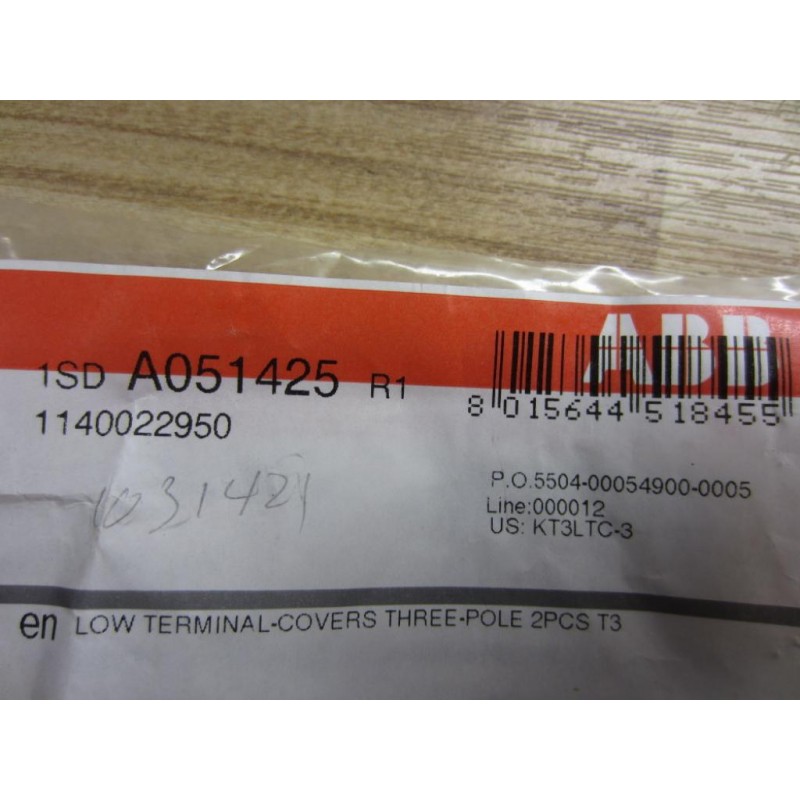 ABB
1SD A051425 R1
8 015644 518455
1140022950
1031421
P.O.5504-00054900-0005
Line:000012
US: KT3LTC-3
en LOW TERMINAL-COVERS THREE-POLE 2PCS T3